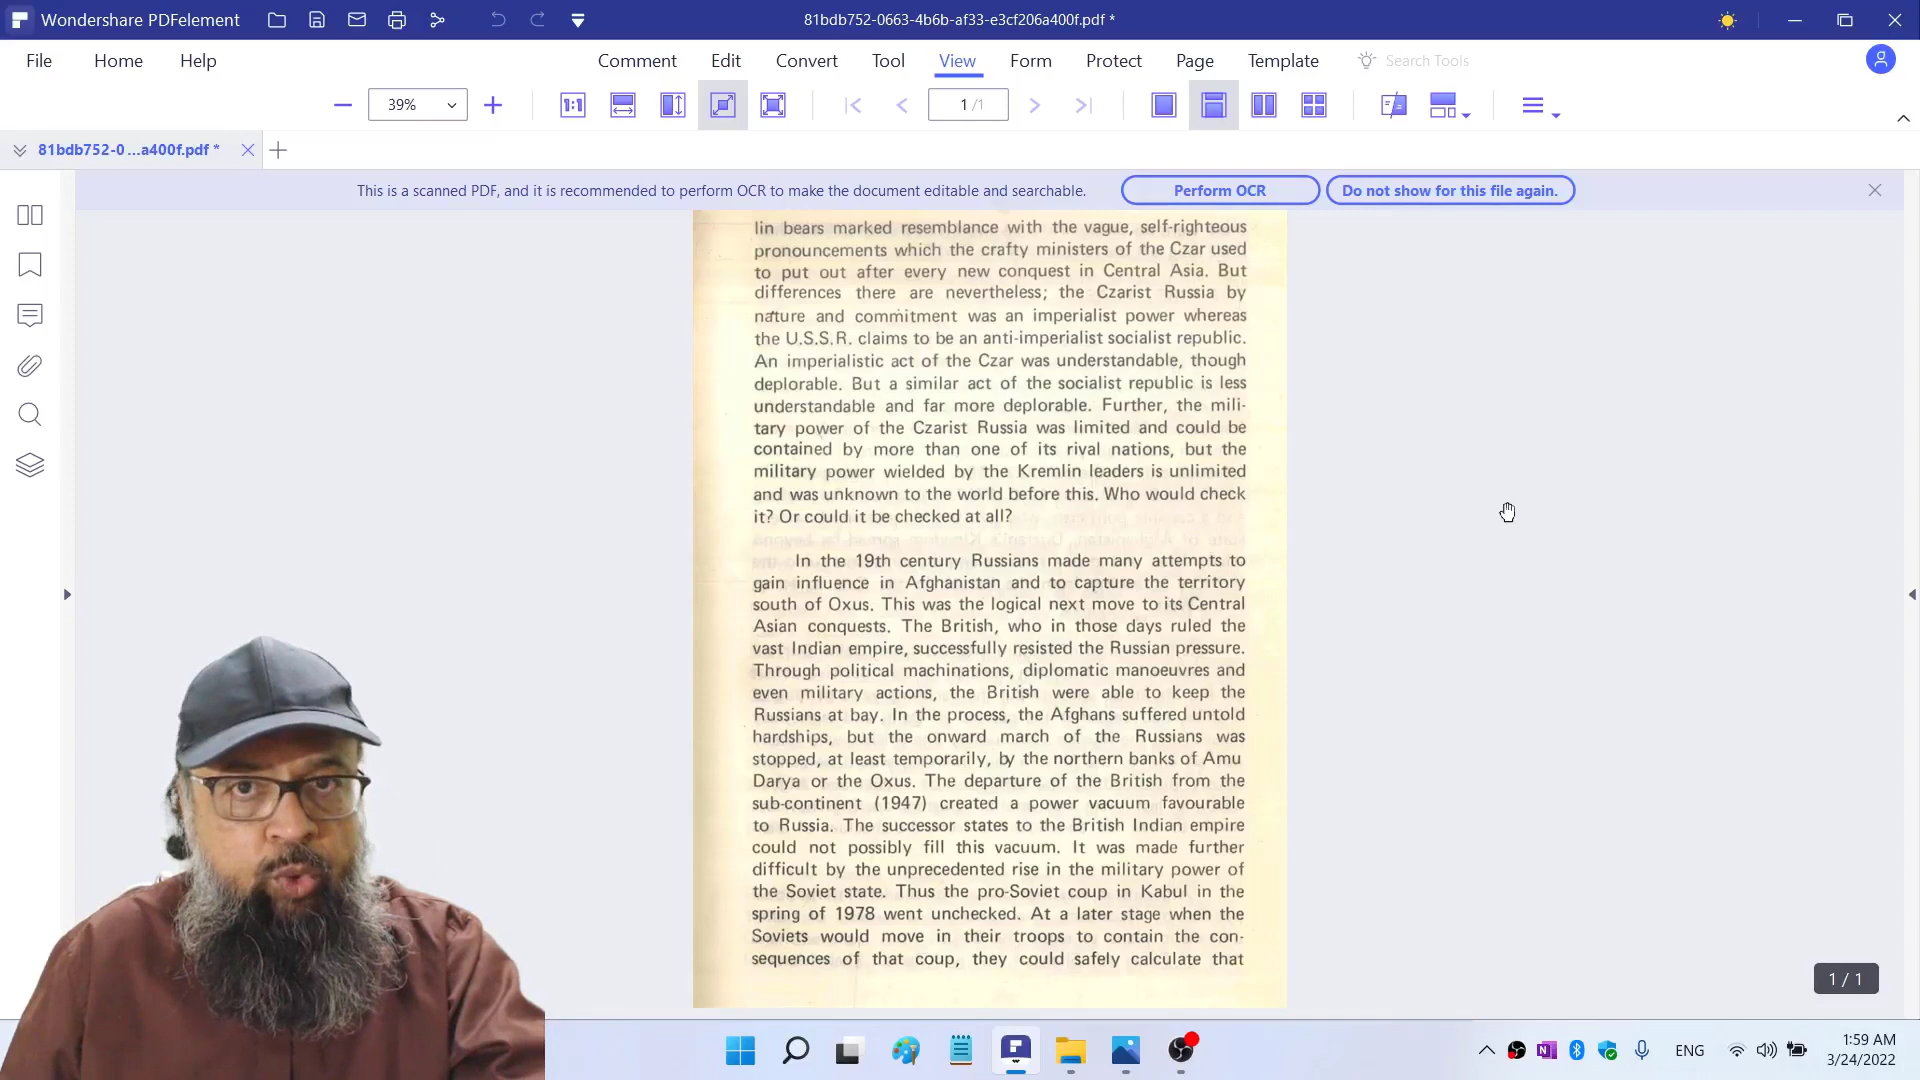 Wondershare PDFelement
81bdb752-0663-4b6b-af33-e3cf206a400f.pdf *
File Home Help Comment Edit Convert Tool View Form Protect Page Template Search Tools
39% 1:1 1 /1
81bdb752-0 ...a400f.pdf *
This is a scanned PDF, and it is recommended to perform OCR to make the document editable and searchable. Perform OCR Do not show for this file again.
lin bears marked resemblance with the vague, self-righteous
pronouncements which the crafty ministers of the Czar used
to put out after every new conquest in Central Asia. But
differences there are nevertheless; the Czarist Russia by
nature and commitment was an imperialist power whereas
the U.S.S.R. claims to be an anti-imperialist socialist republic.
An imperialistic act of the Czar was understandable, though
deplorable. But a similar act of the socialist republic is less
understandable and far more deplorable. Further, the mili-
tary power of the Czarist Russia was limited and could be
contained by more than one of its rival nations, but the
military power wielded by the Kremlin leaders is unlimited
and was unknown to the world before this. Who would check
it? Or could it be checked at all?
In the 19th century Russians made many attempts to
gain influence in Afghanistan and to capture the territory
south of Oxus. This was the logical next move to its Central
Asian conquests. The British, who in those days ruled the
vast Indian empire, successfully resisted the Russian pressure.
Through political machinations, diplomatic manoeuvres and
even military actions, the British were able to keep the
Russians at bay. In the process, the Afghans suffered untold
hardships, but the onward march of the Russians was
stopped, at least temporarily, by the northern banks of Amu
Darya or the Oxus. The departure of the British from the
sub-continent (1947) created a power vacuum favourable
to Russia. The successor states to the British Indian empire
could not possibly fill this vacuum. It was made further
difficult by the unprecedented rise in the military power of
the Soviet state. Thus the pro-Soviet coup in Kabul in the
spring of 1978 went unchecked. At a later stage when the
Soviets would move in their troops to contain the con-
sequences of that coup, they could safely calculate that
1 / 1
ENG
1:59 AM
3/24/2022